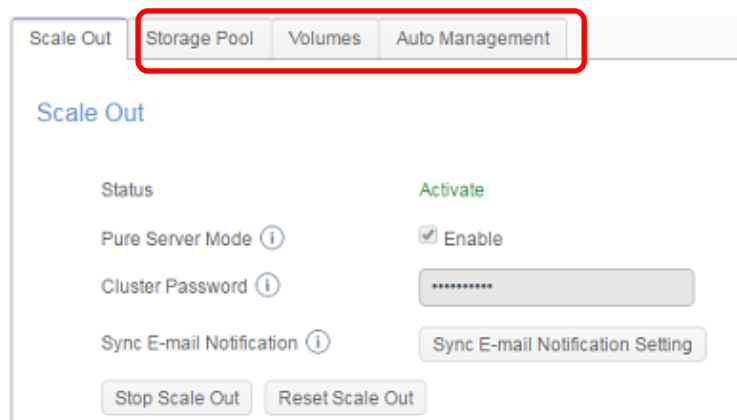 Scale Out Storage Pool Volumes Auto Management
Scale Out
Status Activate
Pure Server Mode i Enable
Cluster Password i ••••••••••
Sync E-mail Notification i Sync E-mail Notification Setting
Stop Scale Out Reset Scale Out